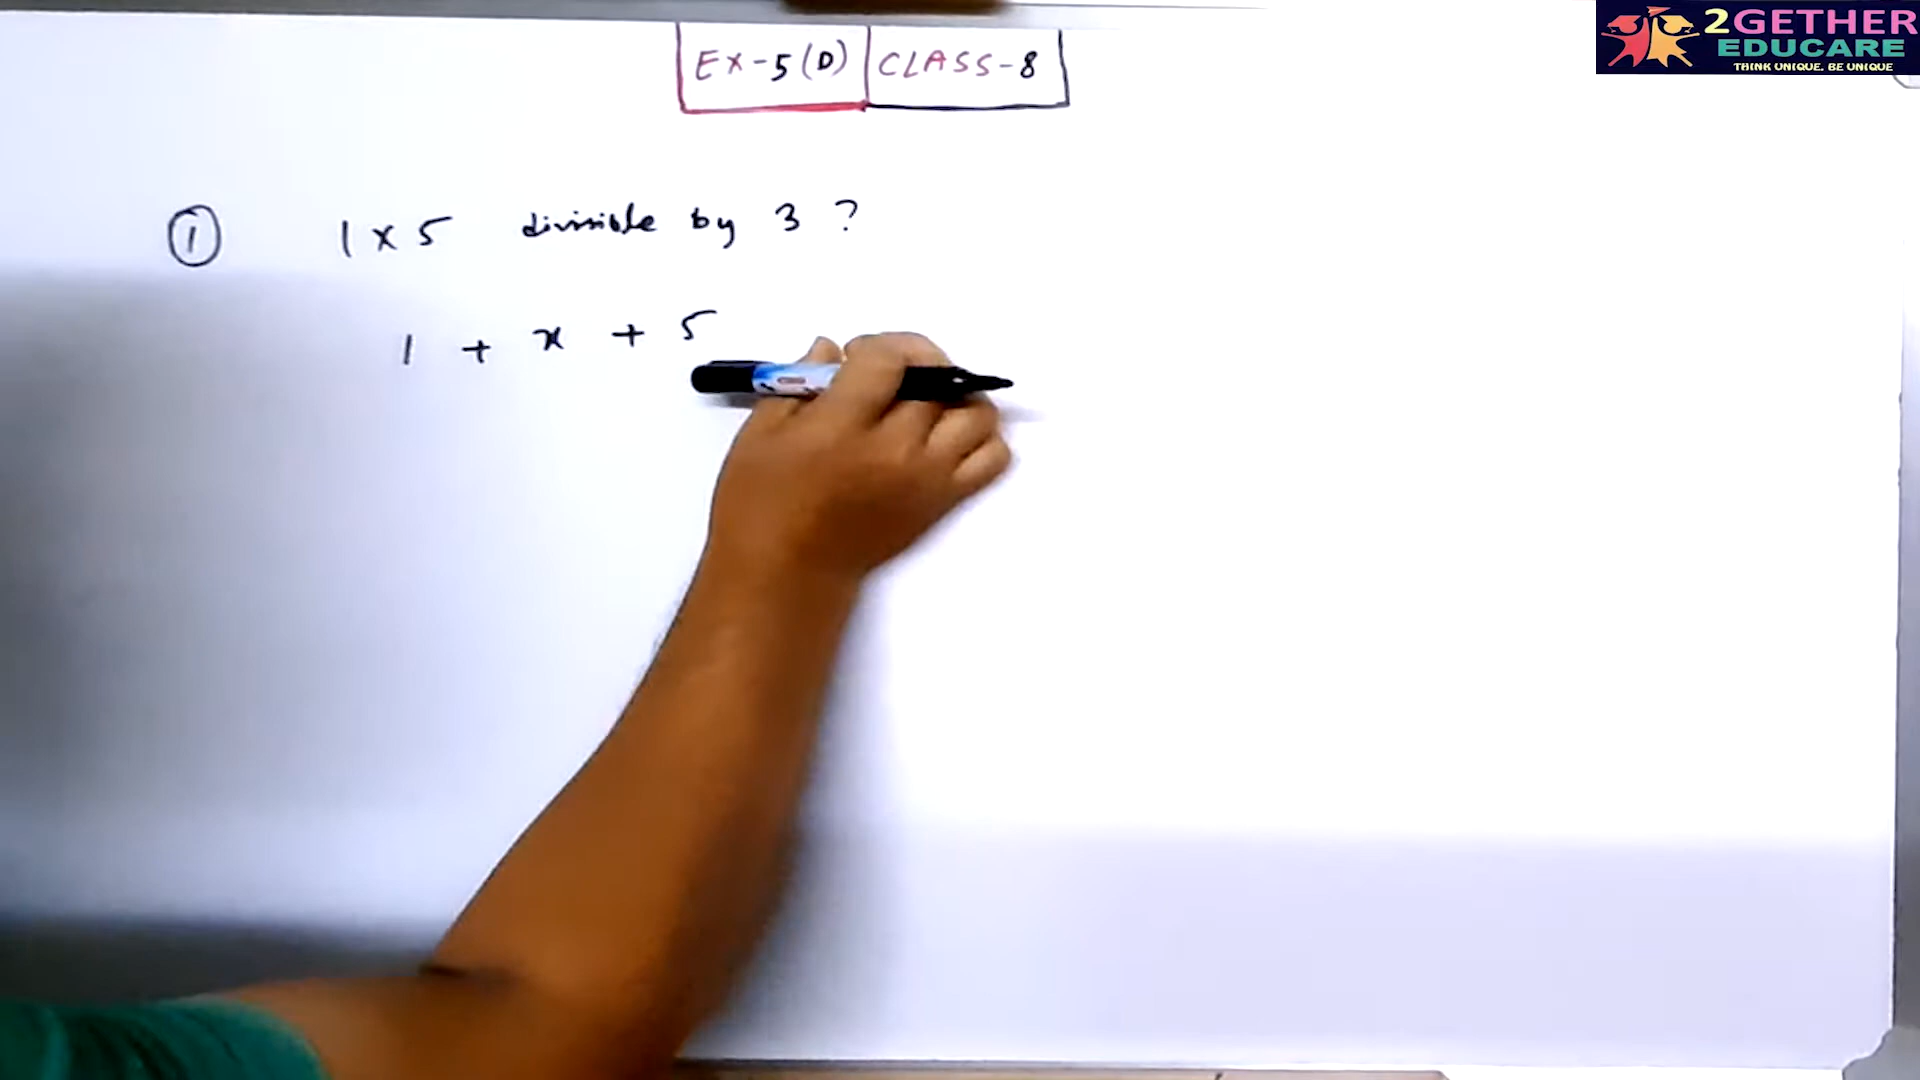 2GETHER
EDUCARE
THINK UNIQUE. BE UNIQUE
EX-5(D) CLASS-8
1 1x5 divisible by 3 ?
1 + x + 5